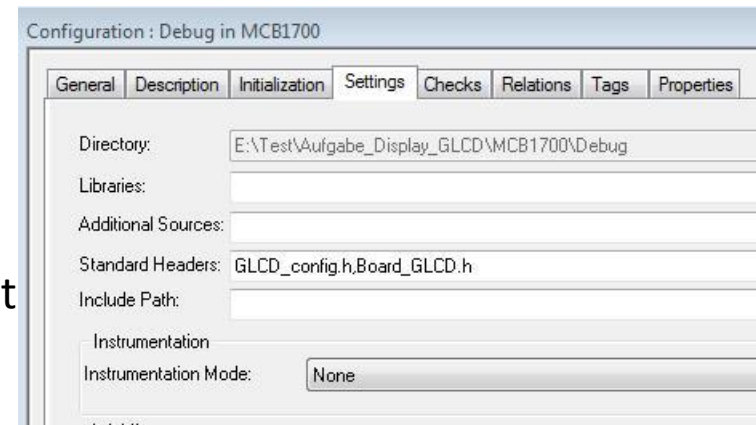 Configuration : Debug in MCB1700
General Description Initialization Settings Checks Relations Tags Properties
Directory: E:\Test\Aufgabe_Display_GLCD\MCB1700\Debug
Libraries:
Additional Sources:
Standard Headers: GLCD_config.h,Board_GLCD.h
t
Include Path:
Instrumentation
Instrumentation Mode: None